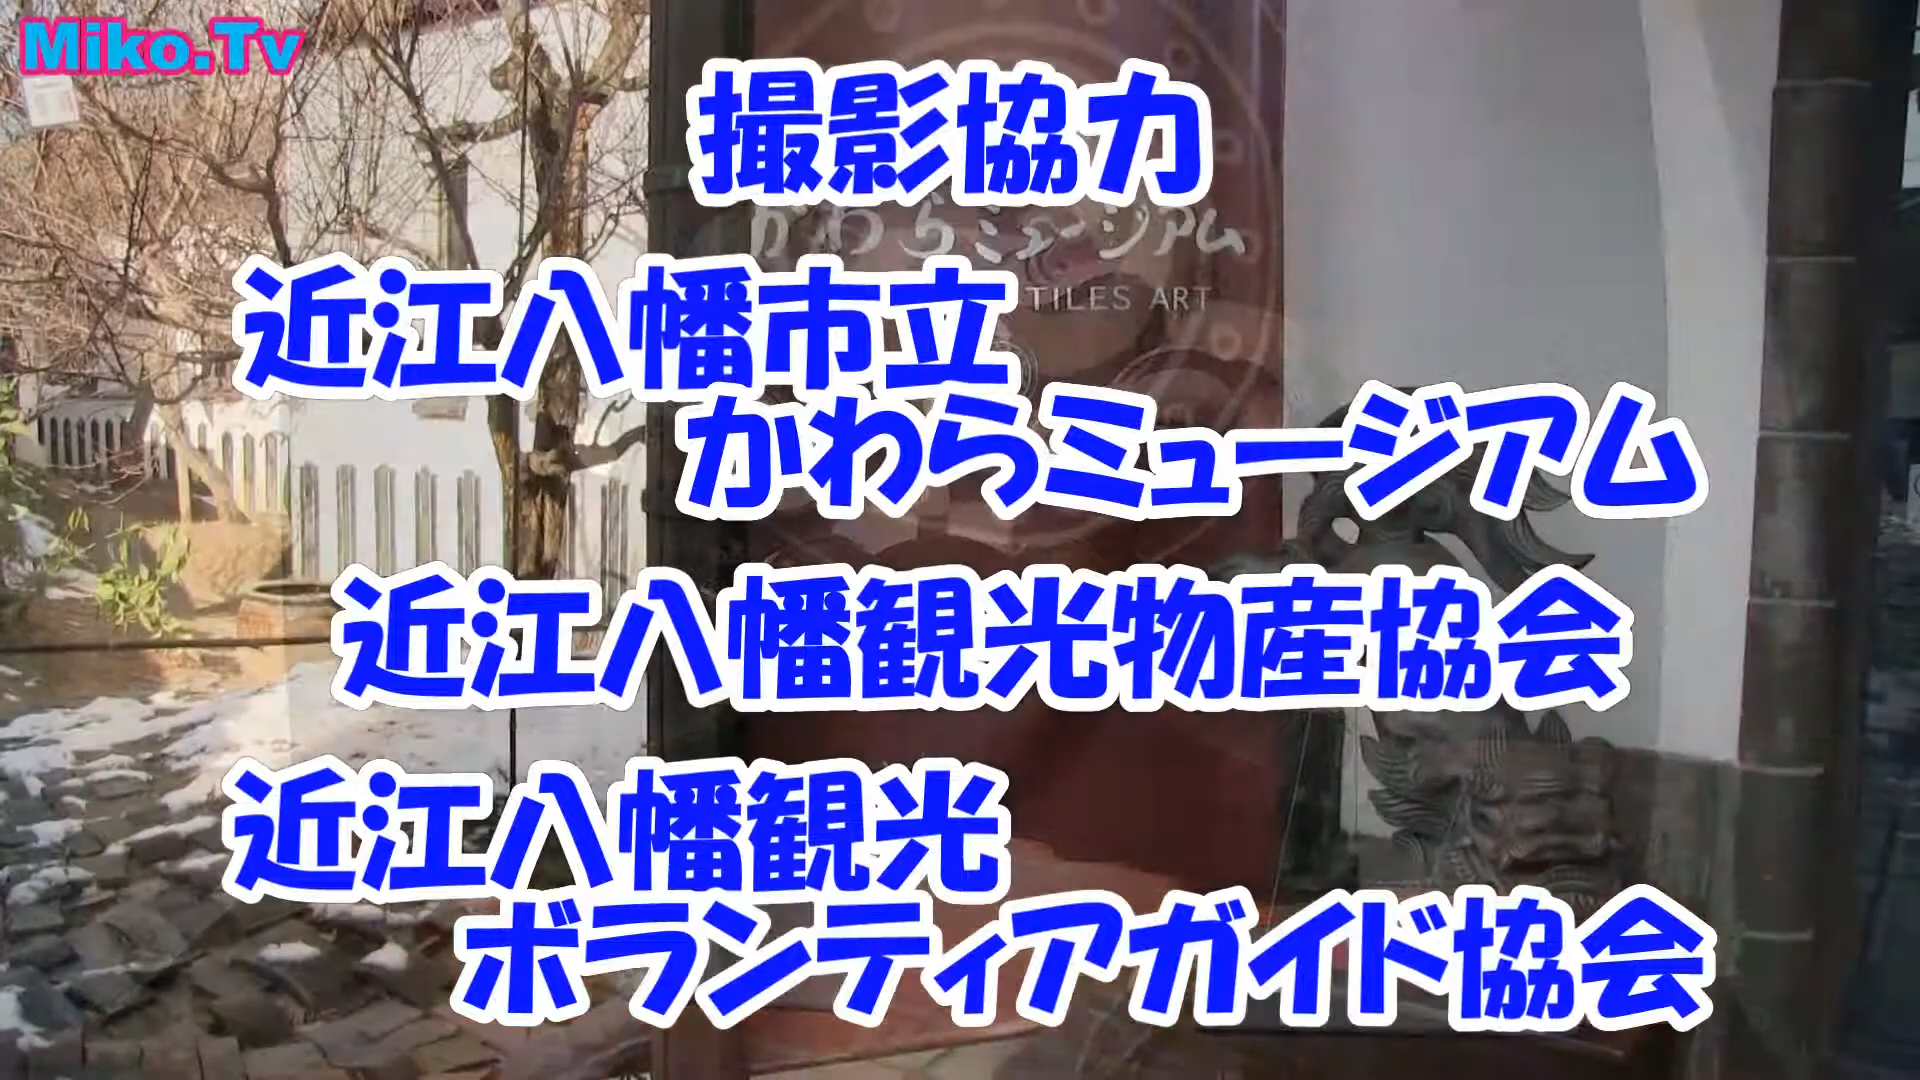 Miko.Tv
撮影協力
かわらミュージアム
TILES ART
近江八幡市立
かわらミュージアム
近江八幡観光物産協会
近江八幡観光
ボランティアガイド協会